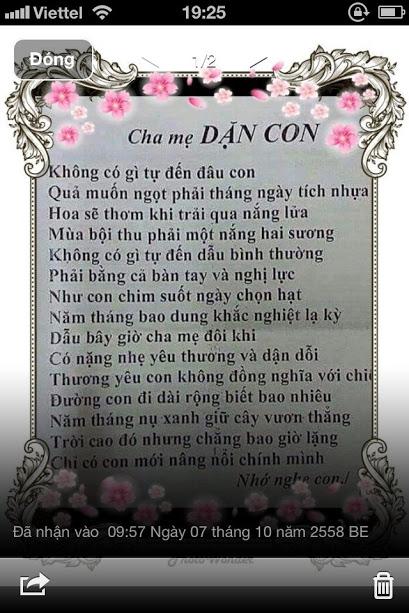 Viettel 19:25
Đóng
1/2
Cha mẹ DẶN CON
Không có gì tự đến đâu con
Quả muốn ngọt phải tháng ngày tích nhựa
Hoa sẽ thơm khi trải qua nắng lửa
Mùa bội thu phải một nắng hai sương
Không có gì tự đến dẫu bình thường
Phải bằng cả bàn tay và nghị lực
Như con chim suốt ngày chọn hạt
Năm tháng bao dung khắc nghiệt lạ kỳ
Dẫu bây giờ cha mẹ đôi khi
Có nặng nhẹ yêu thương và dận dỗi
Thương yêu con không đồng nghĩa với chiề
Đường con đi dài rộng biết bao nhiêu
Năm tháng nụ xanh giữ cây vươn thẳng
Trời cao đó nhưng chẳng bao giờ lặng
Chỉ có con mới nâng nổi chính mình
Nhớ nghe con./
Đã nhận vào 09:57 Ngày 07 tháng 10 năm 2558 BE
Photo Wonder